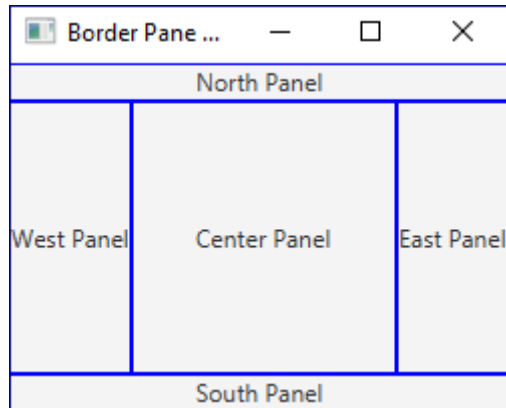 Border Pane ...
North Panel
West Panel
Center Panel
East Panel
South Panel